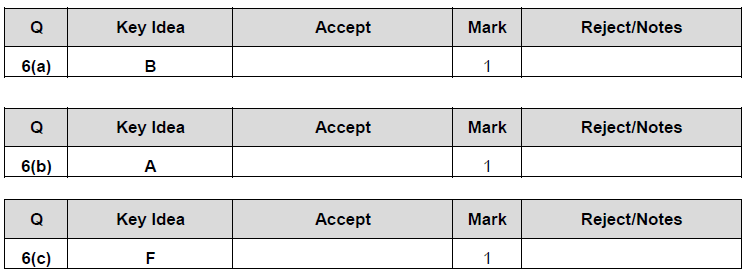 Q Key Idea Accept Mark Reject/Notes
6(a) B 1
Q Key Idea Accept Mark Reject/Notes
6(b) A 1
Q Key Idea Accept Mark Reject/Notes
6(c) F 1